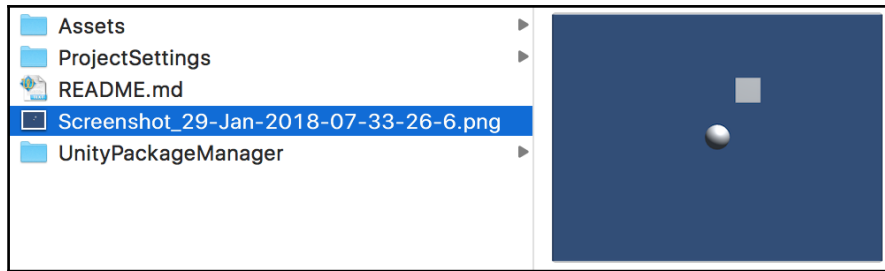 Assets
ProjectSettings
README.md
Screenshot_29-Jan-2018-07-33-26-6.png
UnityPackageManager